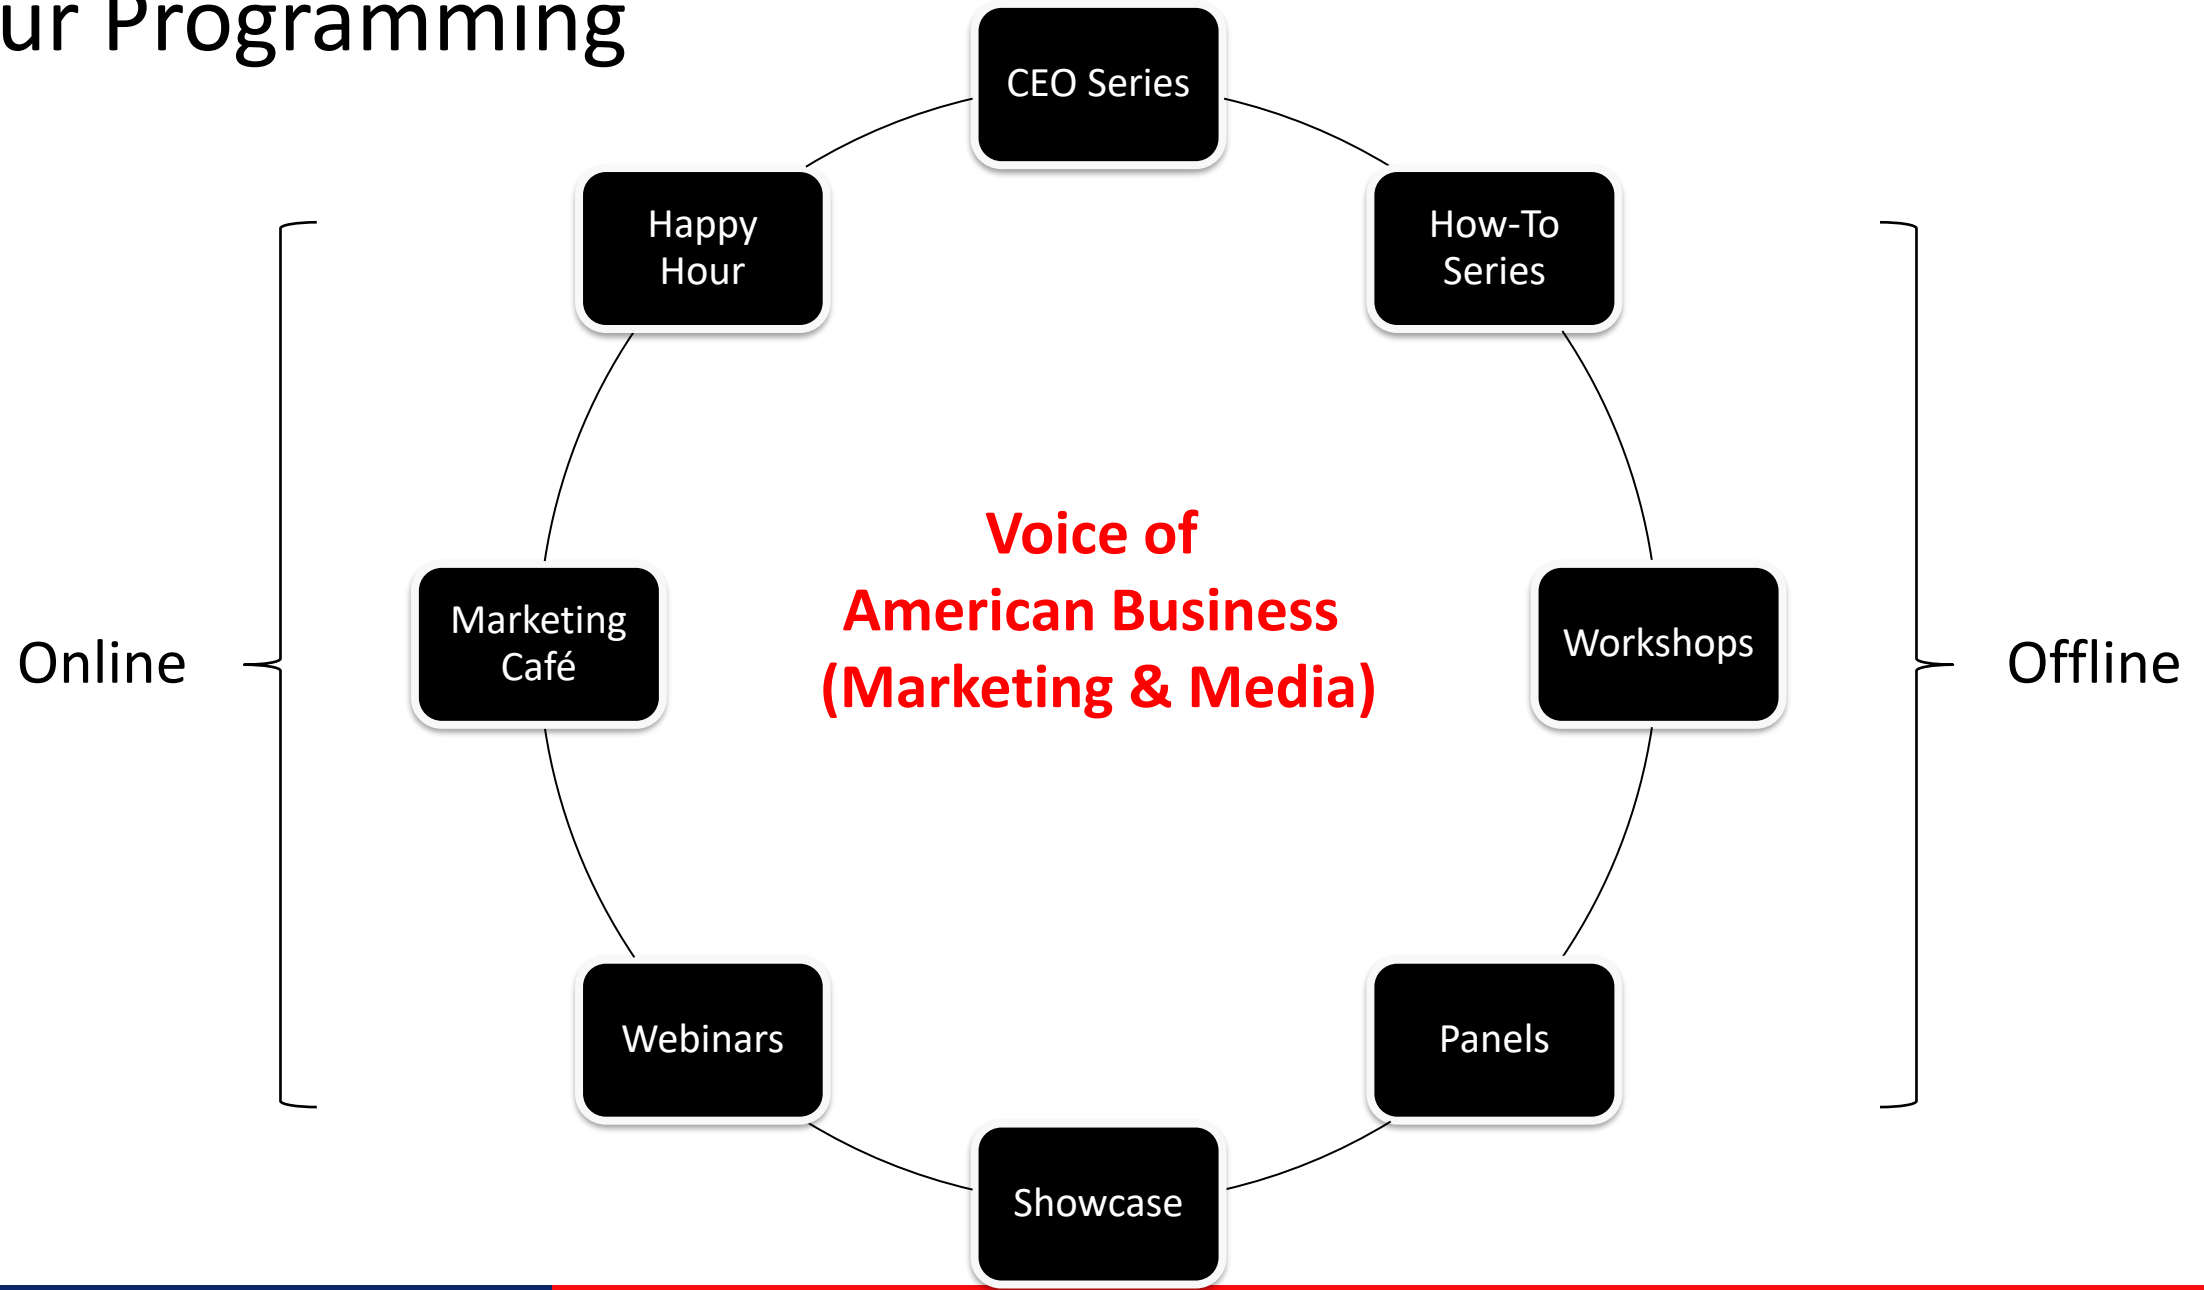 ur Programming
CEO Series
Happy
Hour
How-To
Series
Voice of
American Business
(Marketing & Media)
Marketing
Café
Workshops
Online
Offline
Webinars
Panels
Showcase